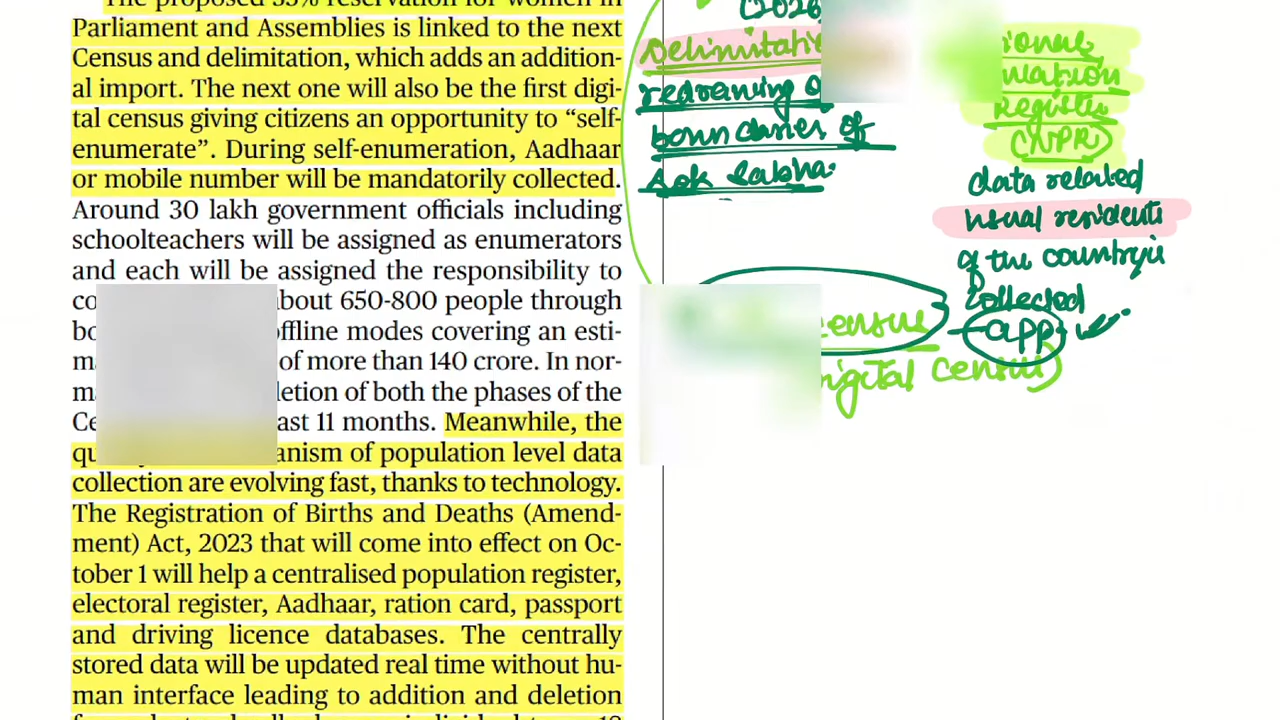 The proposed 33% reservation for women in
Parliament and Assemblies is linked to the next
Census and delimitation, which adds an addition-
al import. The next one will also be the first digi-
tal census giving citizens an opportunity to “self-
enumerate”. During self-enumeration, Aadhaar
or mobile number will be mandatorily collected.
Around 30 lakh government officials including
schoolteachers will be assigned as enumerators
and each will be assigned the responsibility to
about 650-800 people through
offline modes covering an esti-
of more than 140 crore. In nor-
of both the phases of the
11 months. Meanwhile, the
of population level data
collection are evolving fast, thanks to technology.
The Registration of Births and Deaths (Amend-
ment) Act, 2023 that will come into effect on Oc-
tober 1 will help a centralised population register,
electoral register, Aadhaar, ration card, passport
and driving licence databases. The centrally
stored data will be updated real time without hu-
man interface leading to addition and deletion
(2026
redrawing
boundaries of
Lok Sabha.
Register
(NPR)
data related
usual residents
of the country is
collected
app
Census)